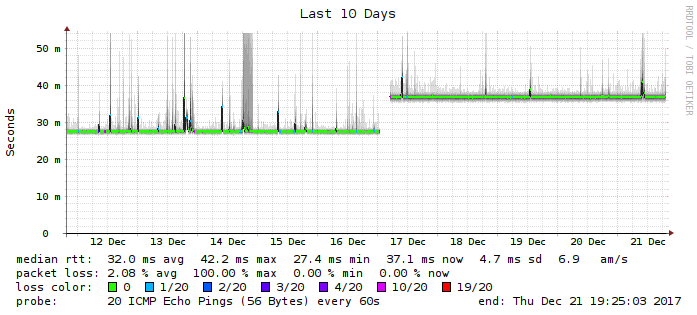 Last 10 Days
RRDTOOL / TOBI OETIKER
Seconds
50 m
40 m
30 m
20 m
10 m
0
12 Dec 13 Dec 14 Dec 15 Dec 16 Dec 17 Dec 18 Dec 19 Dec 20 Dec 21 Dec
median rtt: 32.0 ms avg 42.2 ms max 27.4 ms min 37.1 ms now 4.7 ms sd 6.9 am/s
packet loss: 2.08 % avg 100.00 % max 0.00 % min 0.00 % now
loss color: 0 1/20 2/20 3/20 4/20 10/20 19/20
probe: 20 ICMP Echo Pings (56 Bytes) every 60s end: Thu Dec 21 19:25:03 2017